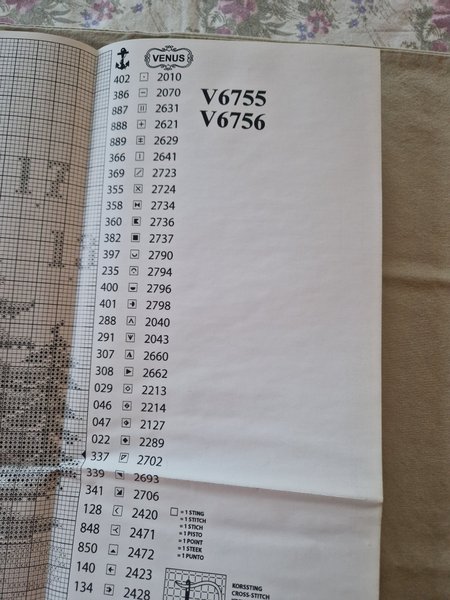 VENUS
402 2010
386 2070
887 2631
888 2621
889 2629
366 2641
369 2723
355 2724
358 2734
360 2736
382 2737
397 2790
235 2794
400 2796
401 2798
288 2040
291 2043
307 2660
308 2662
029 2213
046 2214
047 2127
022 2289
337 2702
339 2693
341 2706
128 2420
848 2471
850 2472
140 2423
134 2428
V6755
V6756
= 1 STING
= 1 STITCH
= 1 STICH
= 1 PISTO
= 1 POINT
= 1 STEEK
= 1 PUNTO
KORSSTING
CROSS-STITCH
17